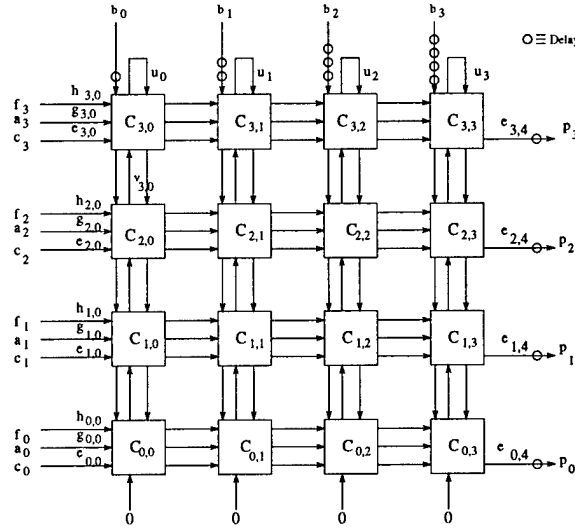 b0 b1 b2 b3
○ ≡ Delay
u0 u1 u2 u3
f3 h3,0
a3 g3,0
c3 e3,0
C3,0 C3,1 C3,2 C3,3 e3,4 p3
v3,0
f2 h2,0
a2 g2,0
c2 e2,0
C2,0 C2,1 C2,2 C2,3 e2,4 p2
f1 h1,0
a1 g1,0
c1 e1,0
C1,0 C1,1 C1,2 C1,3 e1,4 p1
f0 h0,0
a0 g0,0
c0 e0,0
C0,0 C0,1 C0,2 C0,3 e0,4 p0
0 0 0 0